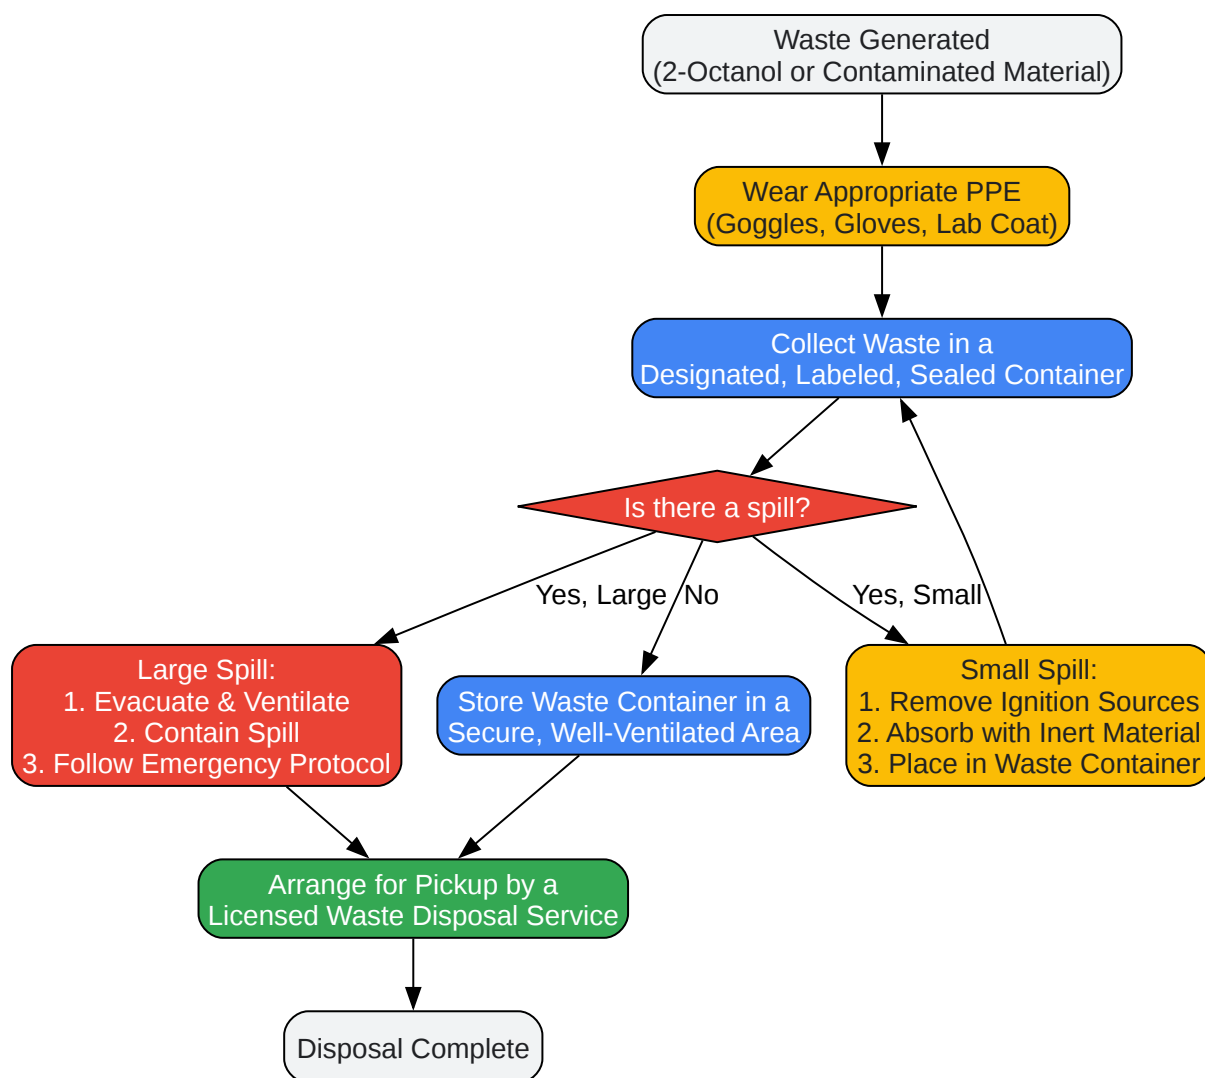 Waste Generated
(2-Octanol or Contaminated Material)
Wear Appropriate PPE
(Goggles, Gloves, Lab Coat)
Collect Waste in a
Designated, Labeled, Sealed Container
Is there a spill?
Yes, Large
No
Yes, Small
Large Spill:
1. Evacuate & Ventilate
2. Contain Spill
3. Follow Emergency Protocol
Store Waste Container in a
Secure, Well-Ventilated Area
Small Spill:
1. Remove Ignition Sources
2. Absorb with Inert Material
3. Place in Waste Container
Arrange for Pickup by a
Licensed Waste Disposal Service
Disposal Complete